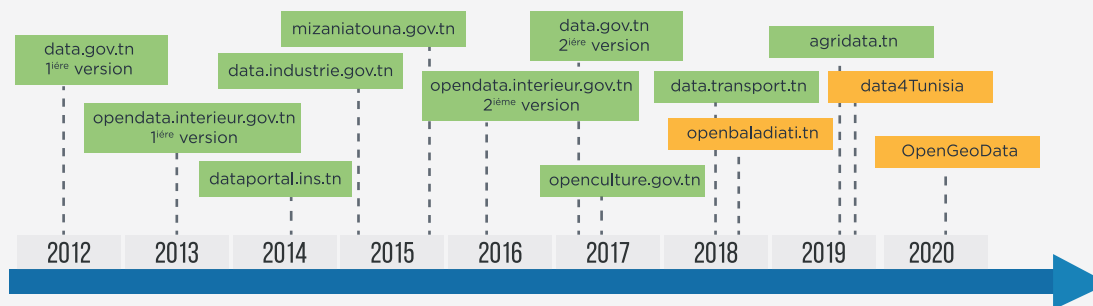 mizaniatouna.gov.tn
data.gov.tn
2ière version
data.gov.tn
1ière version
agridata.tn
data.industrie.gov.tn
opendata.interieur.gov.tn
2ième version
data.transport.tn
data4Tunisia
opendata.interieur.gov.tn
1ière version
openbaladiati.tn
OpenGeoData
dataportal.ins.tn
openculture.gov.tn
2012 2013 2014 2015 2016 2017 2018 2019 2020